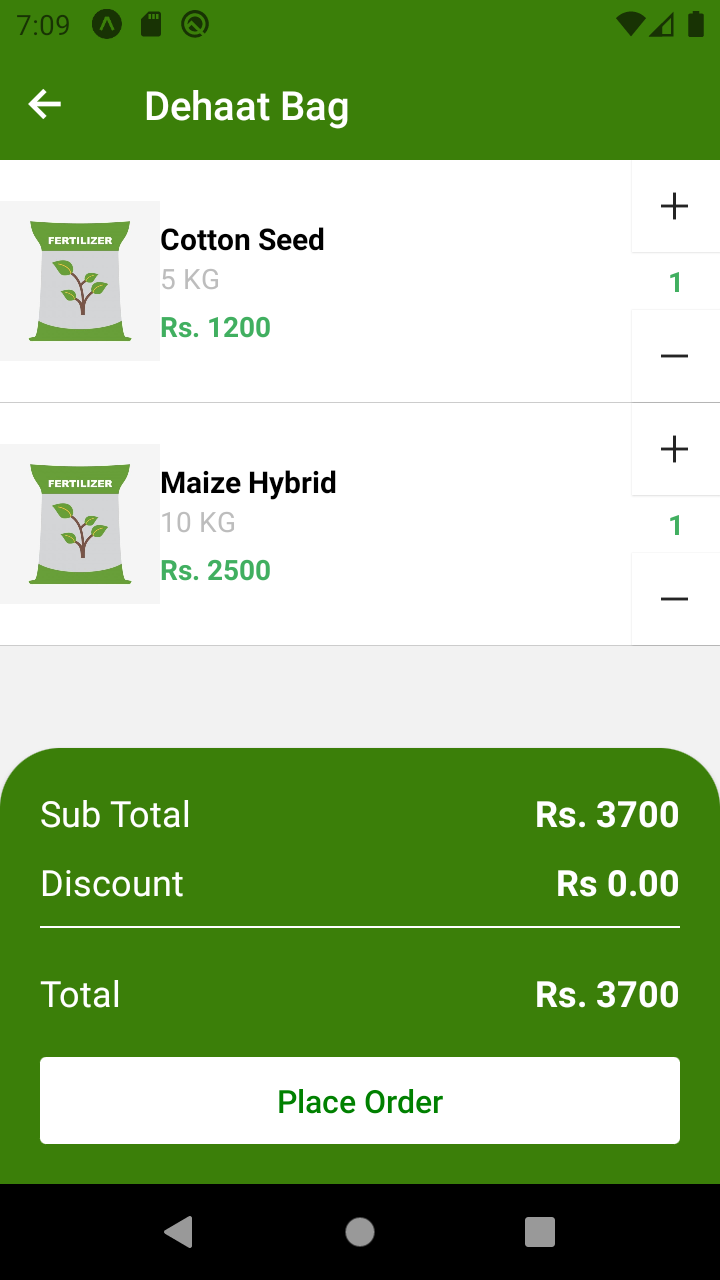 7:09
Dehaat Bag
FERTILIZER
Cotton Seed
5 KG
Rs. 1200
+
1
−
FERTILIZER
Maize Hybrid
10 KG
Rs. 2500
+
1
−
Sub Total Rs. 3700
Discount Rs 0.00
Total Rs. 3700
Place Order